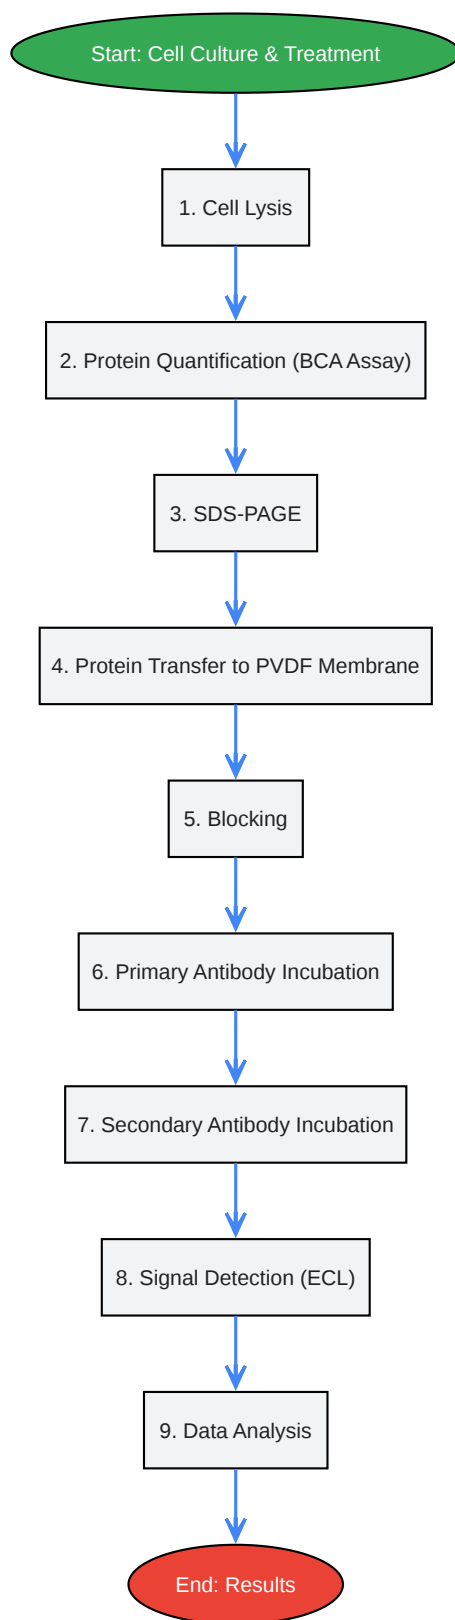 Start: Cell Culture & Treatment
1. Cell Lysis
2. Protein Quantification (BCA Assay)
3. SDS-PAGE
4. Protein Transfer to PVDF Membrane
5. Blocking
6. Primary Antibody Incubation
7. Secondary Antibody Incubation
8. Signal Detection (ECL)
9. Data Analysis
End: Results